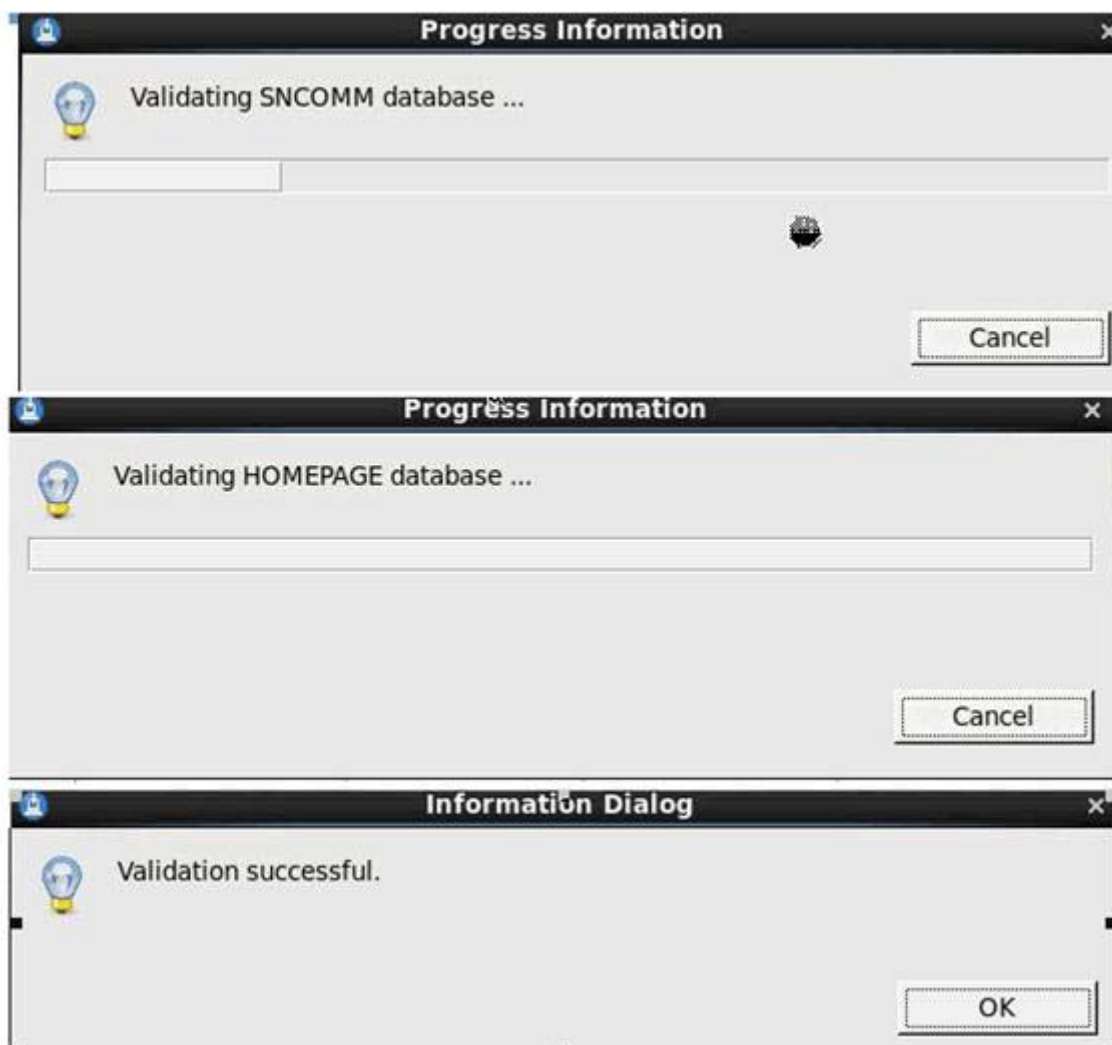 Progress Information
Validating SNCOMM database ...
Cancel
Progress Information
Validating HOMEPAGE database ...
Cancel
Information Dialog
Validation successful.
OK